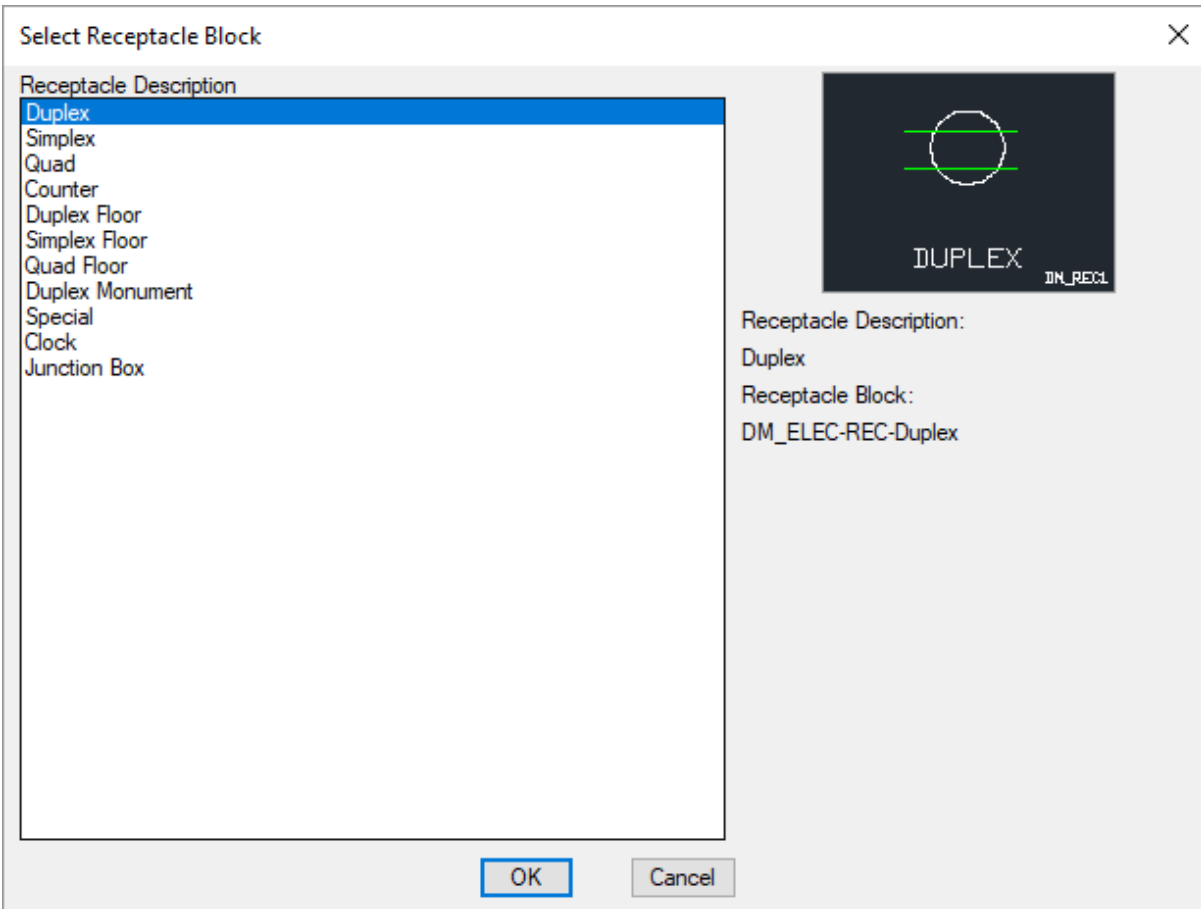 Select Receptacle Block
Receptacle Description
Duplex
Simplex
Quad
Counter
Duplex Floor
Simplex Floor
Quad Floor
Duplex Monument
Special
Clock
Junction Box
DUPLEX
DM_REC1
Receptacle Description:
Duplex
Receptacle Block:
DM_ELEC-REC-Duplex
OK
Cancel